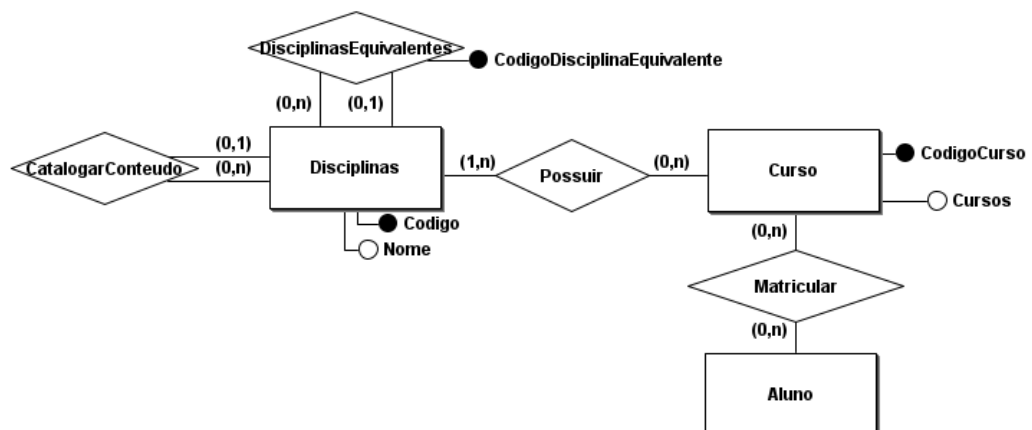 DisciplinasEquivalentes
CodigoDisciplinaEquivalente
(0,n)
(0,1)
(0,1)
CatalogarConteudo
(0,n)
Disciplinas
(1,n)
Possuir
(0,n)
Curso
CodigoCurso
Cursos
Codigo
Nome
(0,n)
Matricular
(0,n)
Aluno